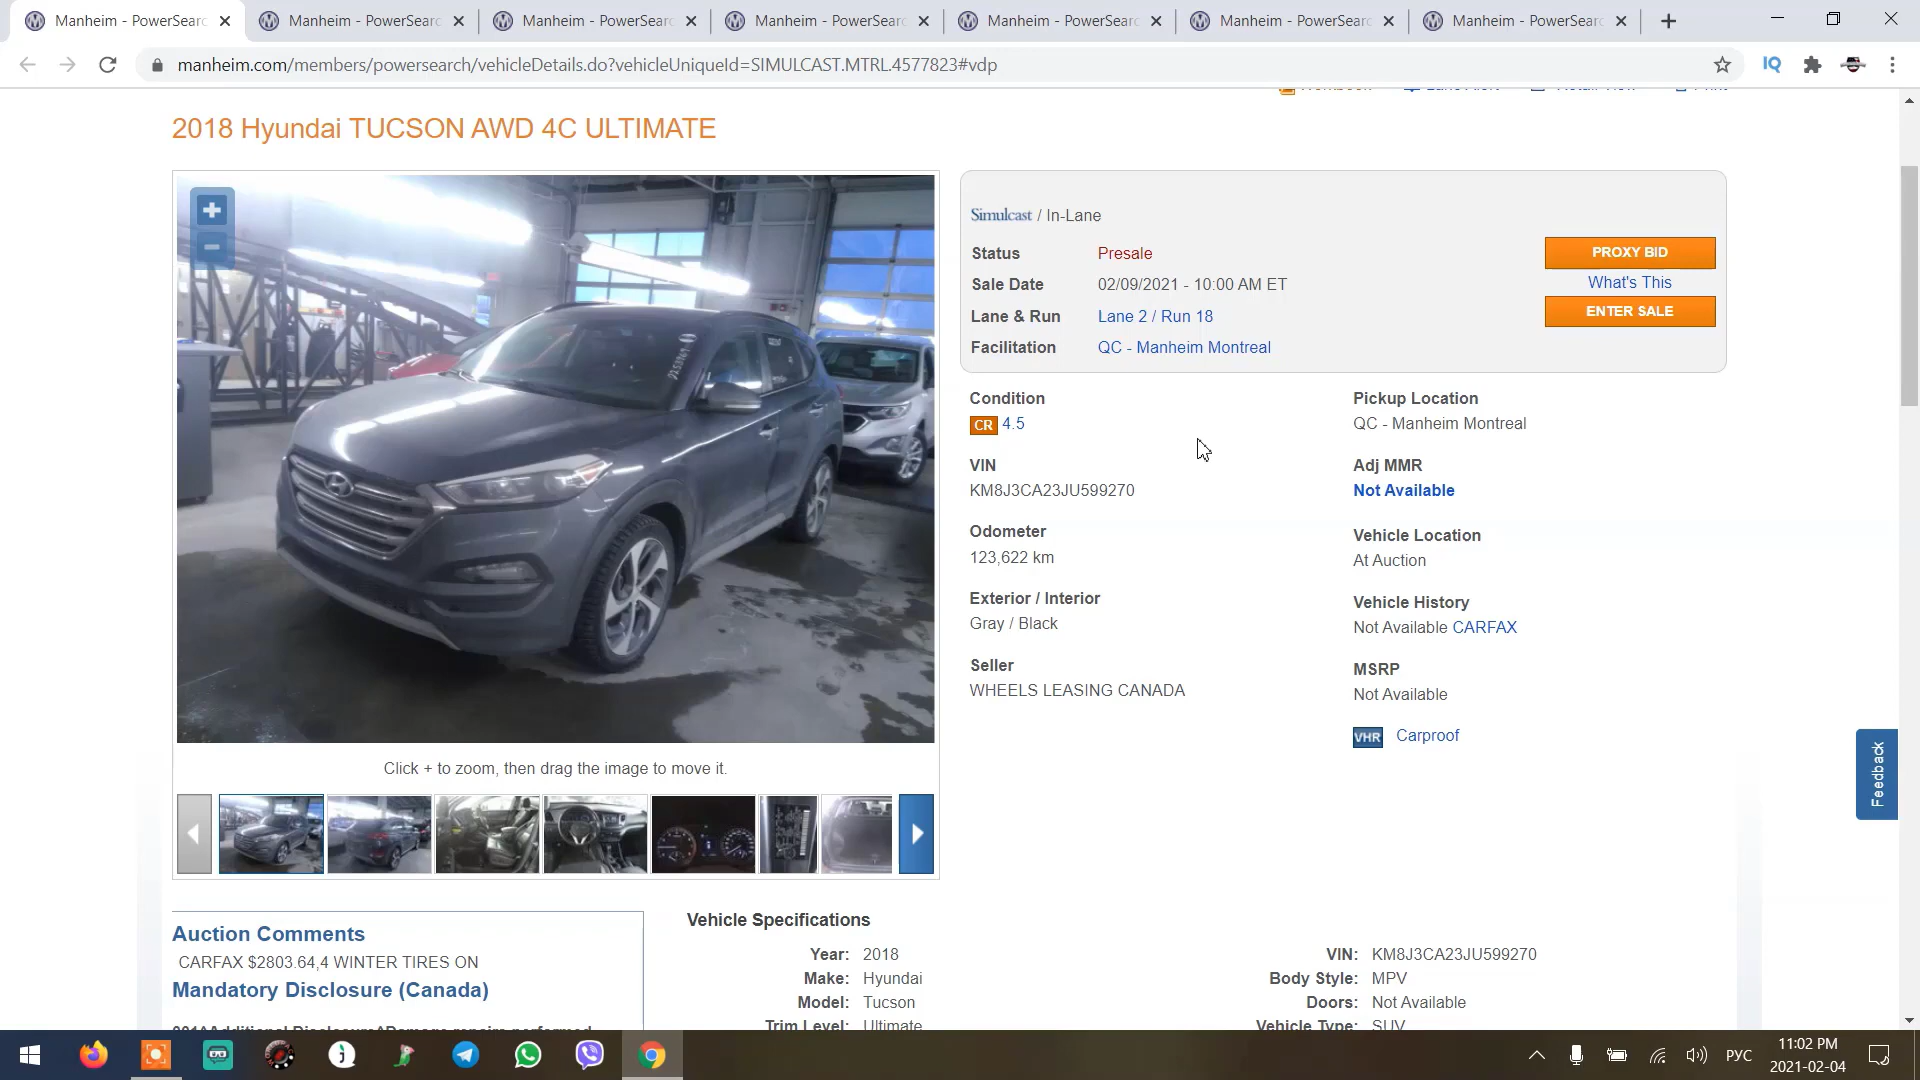 Manheim - PowerSearc
Manheim - PowerSearc
Manheim - PowerSearc
Manheim - PowerSearc
Manheim - PowerSearc
Manheim - PowerSearc
Manheim - PowerSearc
manheim.com/members/powersearch/vehicleDetails.do?vehicleUniqueId=SIMULCAST.MTRL.4577823#vdp
IQ
2018 Hyundai TUCSON AWD 4C ULTIMATE
Simulcast / In-Lane
Status Presale
Sale Date 02/09/2021 - 10:00 AM ET
Lane & Run Lane 2 / Run 18
Facilitation QC - Manheim Montreal
PROXY BID
What's This
ENTER SALE
Condition
CR 4.5
VIN
KM8J3CA23JU599270
Odometer
123,622 km
Exterior / Interior
Gray / Black
Seller
WHEELS LEASING CANADA
Pickup Location
QC - Manheim Montreal
Adj MMR
Not Available
Vehicle Location
At Auction
Vehicle History
Not Available CARFAX
MSRP
Not Available
VHR Carproof
Feedback
Click + to zoom, then drag the image to move it.
Auction Comments
CARFAX $2803.64,4 WINTER TIRES ON
Mandatory Disclosure (Canada)
Vehicle Specifications
Year: 2018
Make: Hyundai
Model: Tucson
Trim Level: Ultimate
VIN: KM8J3CA23JU599270
Body Style: MPV
Doors: Not Available
Vehicle Type: SUV
РУС
11:02 PM
2021-02-04